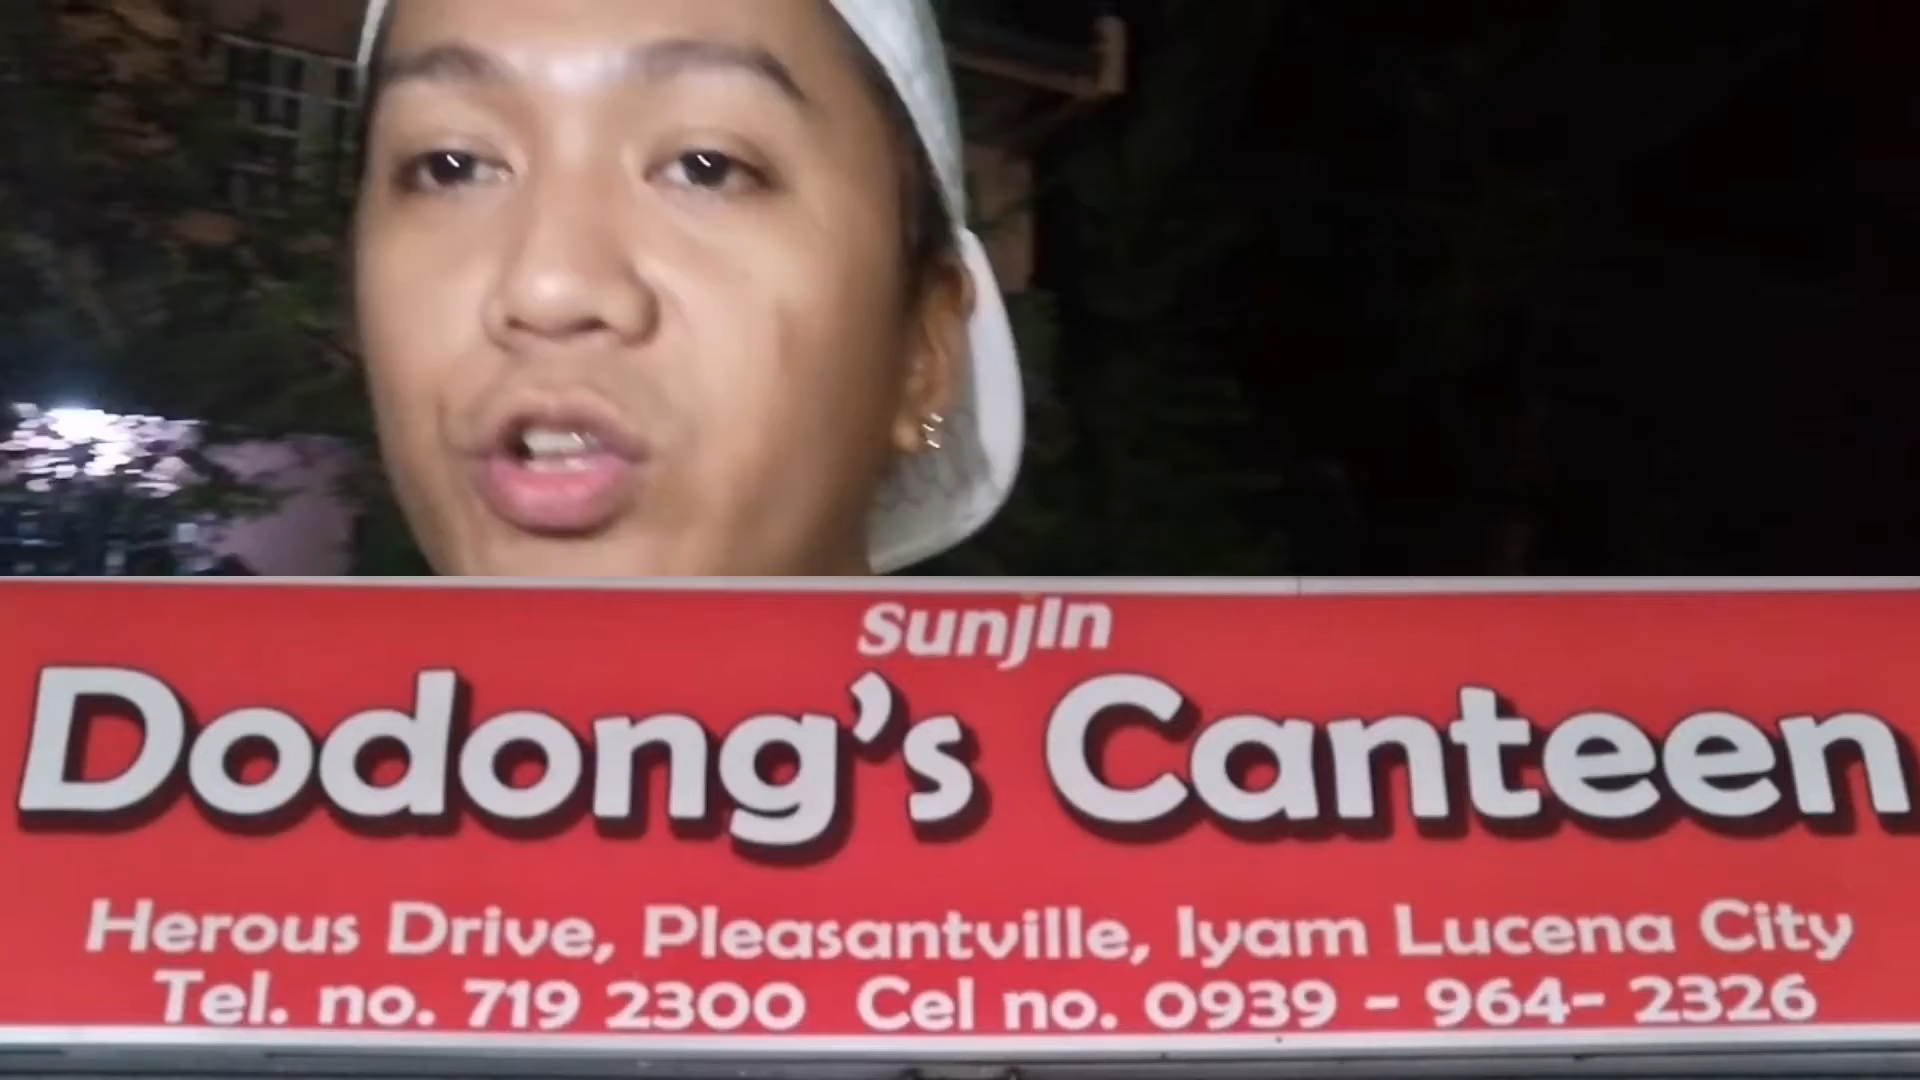 sunjin
Dodong's Canteen
Herous Drive, Pleasantville, Iyam Lucena City
Tel. no. 719 2300 Cel no. 0939 - 964- 2326